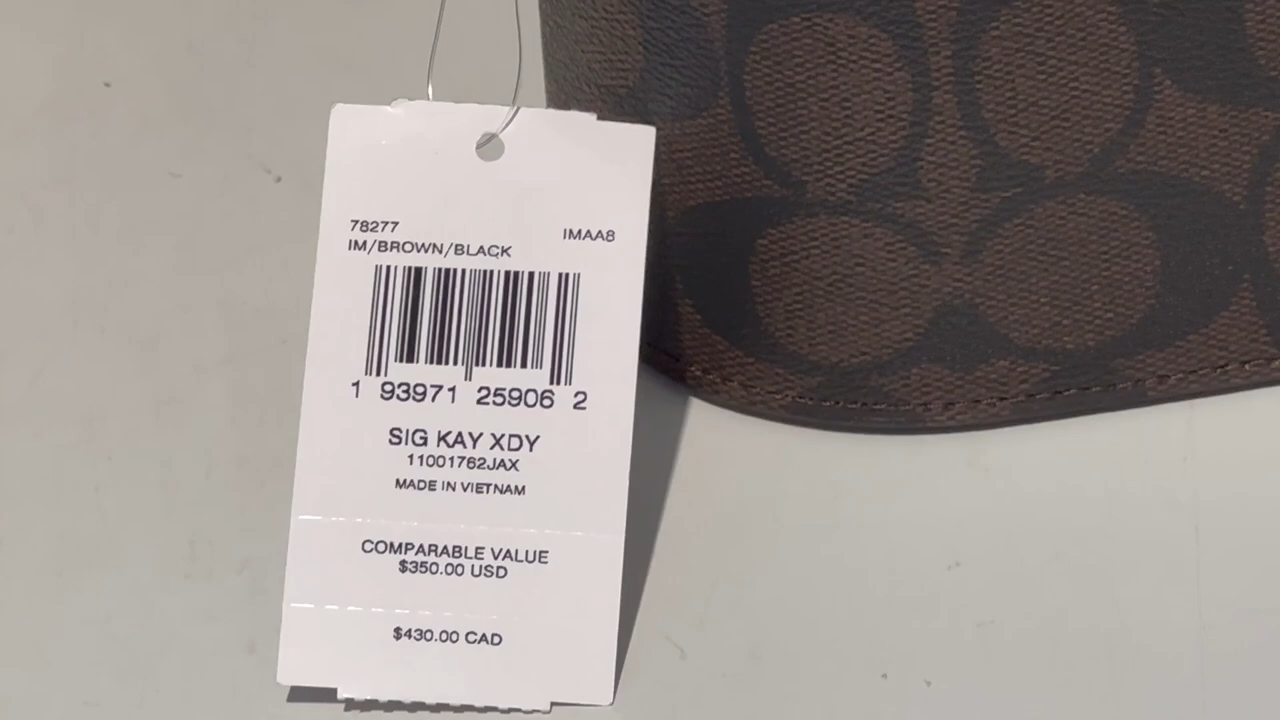 78277
IMAA8
IM/BROWN/BLACK
1 93971 25906 2
SIG KAY XDY
11001762JAX
MADE IN VIETNAM
COMPARABLE VALUE
$350.00 USD
$430.00 CAD